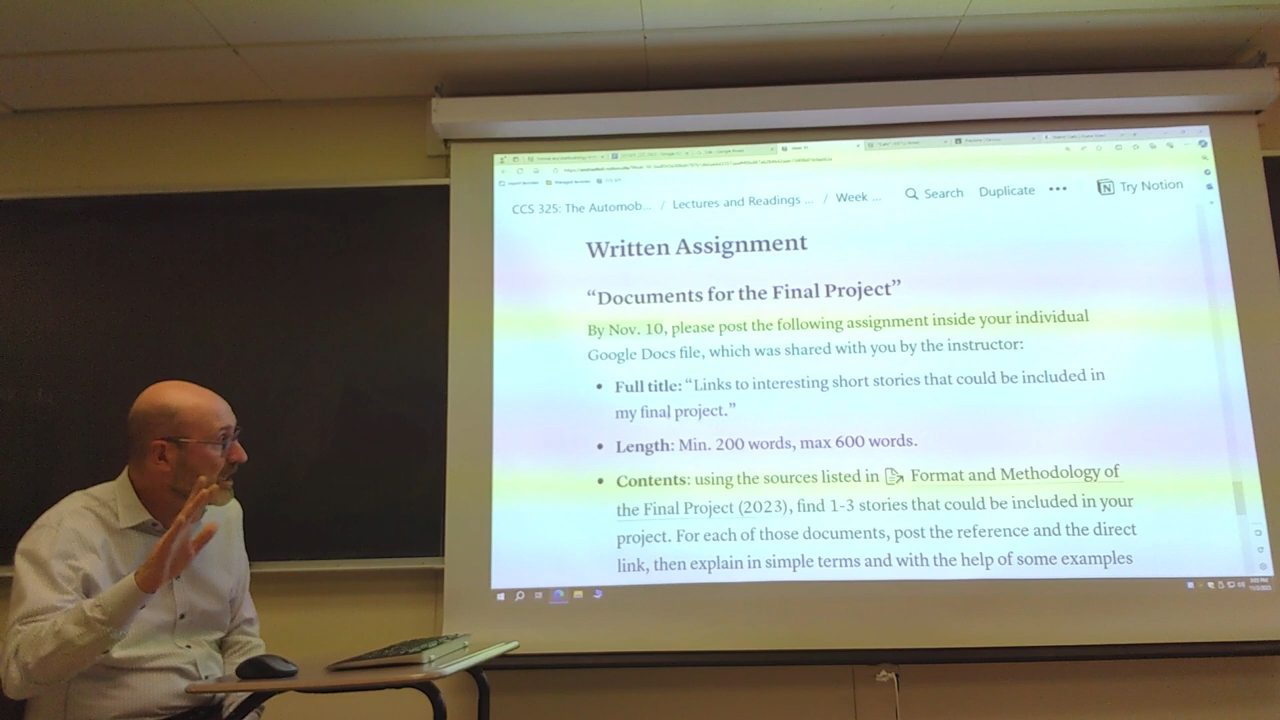 CCS 325: The Automob... / Lectures and Readings ... / Week ... Search Duplicate ••• Try Notion
Written Assignment
“Documents for the Final Project”
By Nov. 10, please post the following assignment inside your individual
Google Docs file, which was shared with you by the instructor:
• Full title: “Links to interesting short stories that could be included in
my final project.”
• Length: Min. 200 words, max 600 words.
• Contents: using the sources listed in Format and Methodology of
the Final Project (2023), find 1-3 stories that could be included in your
project. For each of those documents, post the reference and the direct
link, then explain in simple terms and with the help of some examples